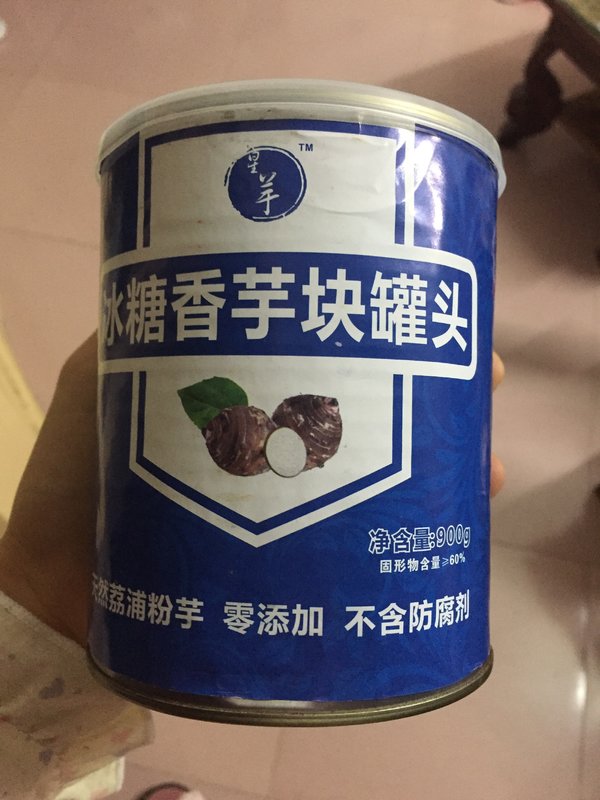 皇芋
TM
冰糖香芋块罐头
净含量:900g
固形物含量≥60%
天然荔浦粉芋 零添加 不含防腐剂